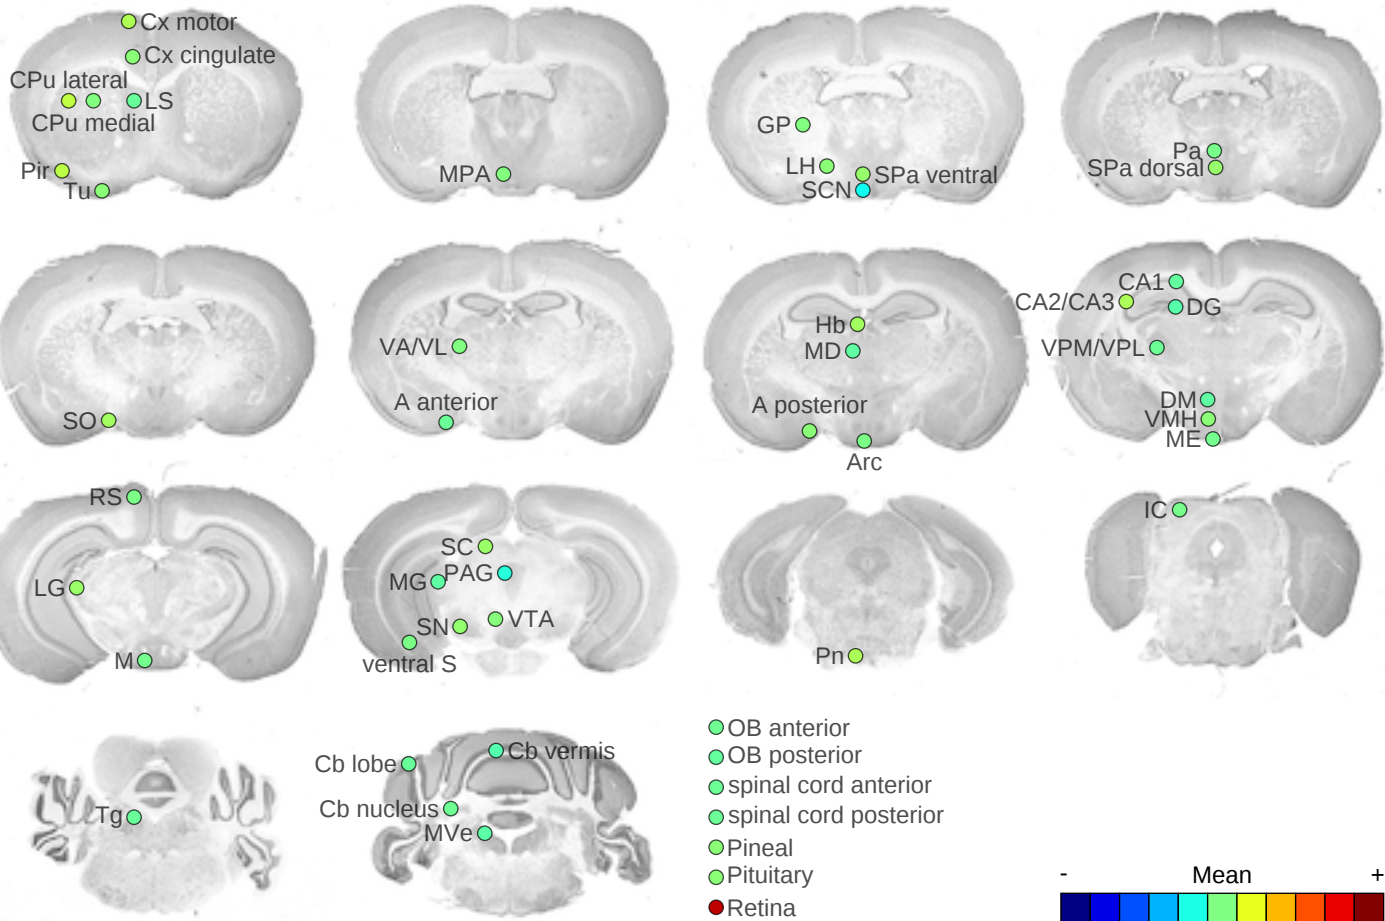 Cx motor
Cx cingulate
CPu lateral
LS
CPu medial
Pir
Tu
MPA
GP
LH
SPa ventral
SCN
Pa
SPa dorsal
SO
VA/VL
A anterior
Hb
MD
A posterior
Arc
CA1
CA2/CA3
DG
VPM/VPL
DM
VMH
ME
RS
LG
M
SC
MG
PAG
SN
VTA
ventral S
Pn
IC
Tg
Cb lobe
Cb vermis
Cb nucleus
MVe
OB anterior
OB posterior
spinal cord anterior
spinal cord posterior
Pineal
Pituitary
Retina
- Mean +